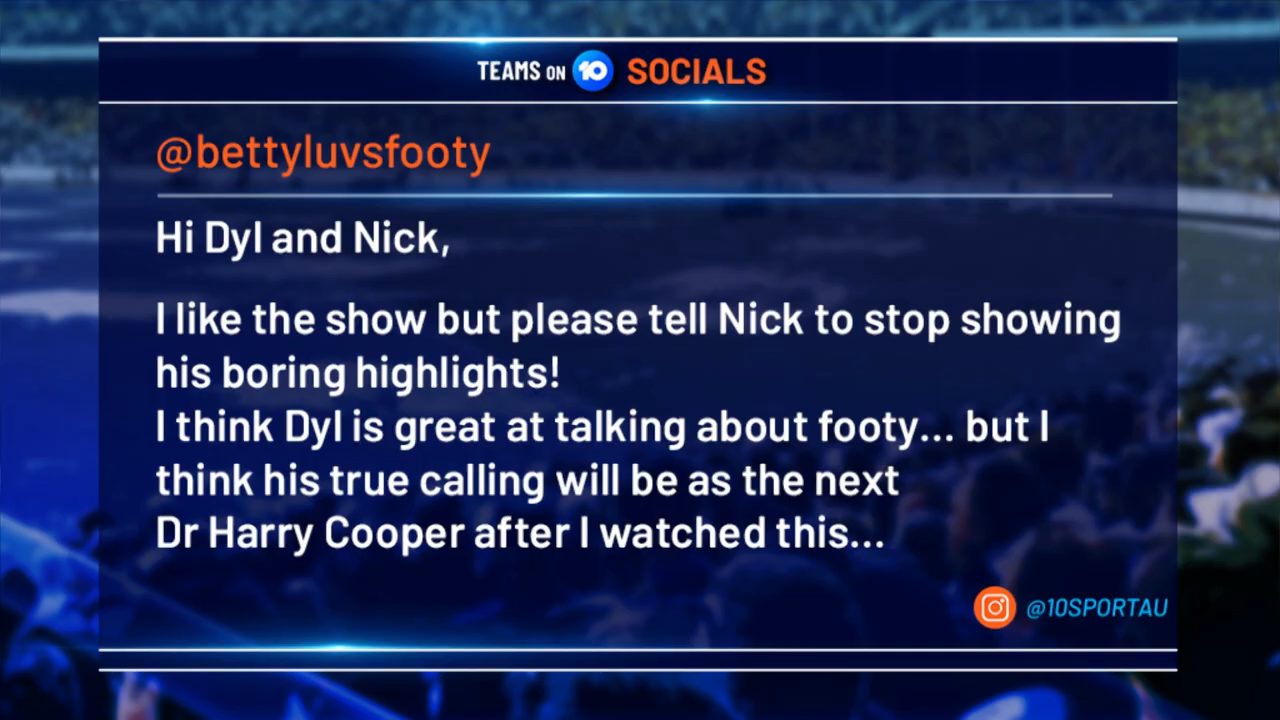 TEAMS ON 10 SOCIALS
@bettyluvsfooty
Hi Dyl and Nick,
I like the show but please tell Nick to stop showing
his boring highlights!
I think Dyl is great at talking about footy... but I
think his true calling will be as the next
Dr Harry Cooper after I watched this...
@10SPORTAU